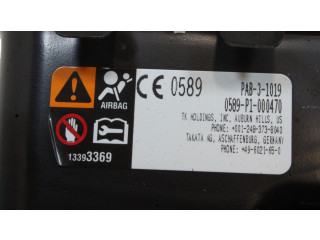 AIRBAG
13393369
CE 0589
PAB-3-1019
0589-P1-000470
TK HOLDINGS, INC, AUBURN HILLS, US
PHONE: +001-248-373-8040
TAKATA AG, ASCHAFFENBURG, GERMANY
PHONE: +49-6021-65-0